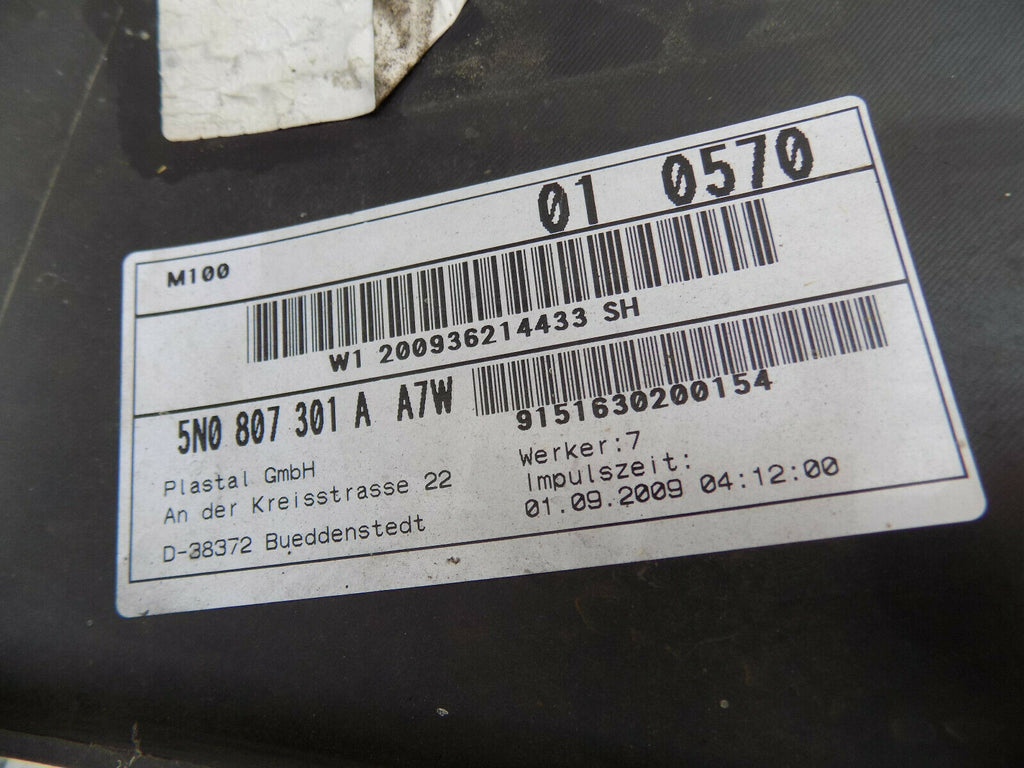 01 0570
M100
W1 200936214433 SH
5N0 807 301 A A7W
9151630200154
Plastal GmbH
An der Kreisstrasse 22
D-38372 Bueddenstedt
Werker:7
Impulszeit:
01.09.2009 04:12:00